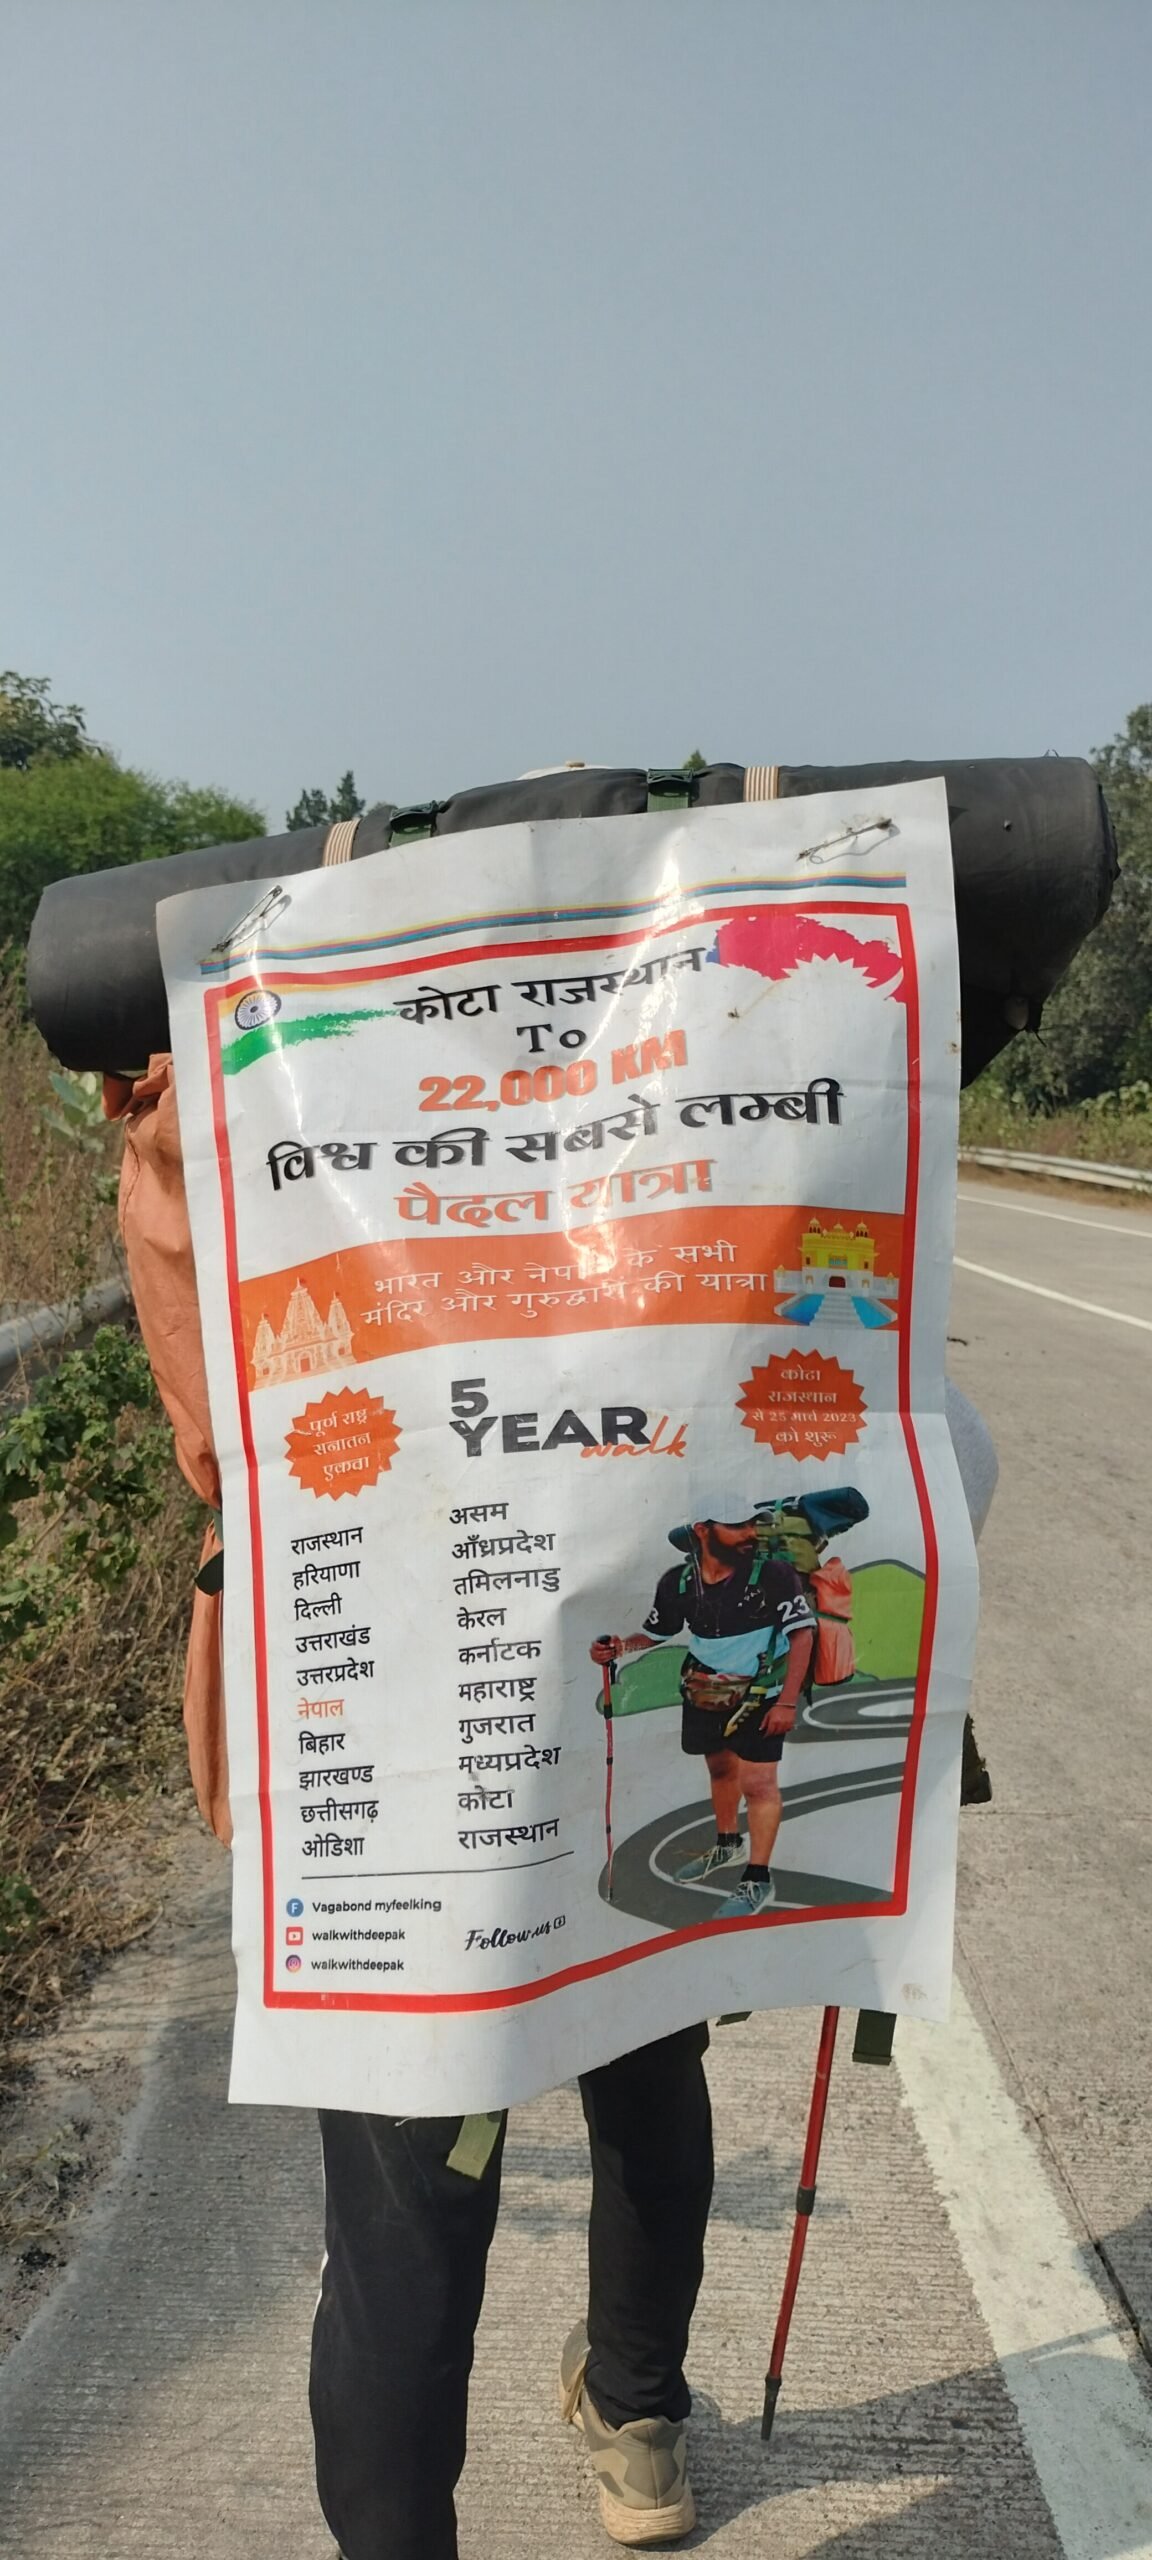 कोटा राजस्थान
To
22,000 KM
विश्व की सबसे लम्बी
पैदल यात्रा
भारत और नेपाल के सभी
मंदिर और गुरुद्वारों की यात्रा
पूर्ण राष्ट्र
सनातन
एकता
5
YEAR
walk
कोटा
राजस्थान
से 25 मार्च 2023
को शुरू
राजस्थान
हरियाणा
दिल्ली
उत्तराखंड
उत्तरप्रदेश
नेपाल
बिहार
झारखण्ड
छत्तीसगढ़
ओडिशा
असम
आँध्रप्रदेश
तमिलनाडु
केरल
कर्नाटक
महाराष्ट्र
गुजरात
मध्यप्रदेश
कोटा
राजस्थान
23
Vagabond myfeelking
walkwithdeepak
walkwithdeepak
Follow us